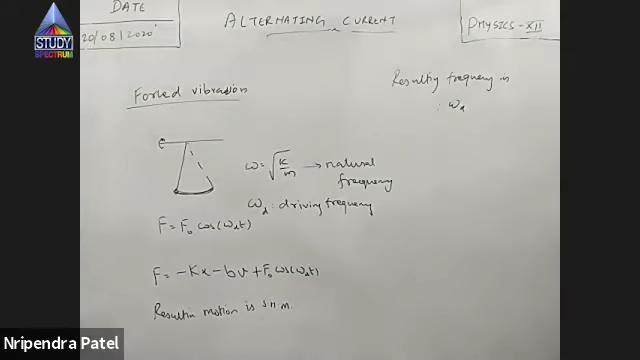 DATE
20/08/2020
ALTERNATING CURRENT
PHYSICS-XII
STUDY
SPECTRUM
Forced vibration
Resulting frequency is
: ωd
ω = √K/m → natural
frequency
ωd : driving frequency
F = F₀ cos(ωdt)
F = -Kx - bv + F₀ cos(ωdt)
Resultin motion is S.H.M.
Nripendra Patel